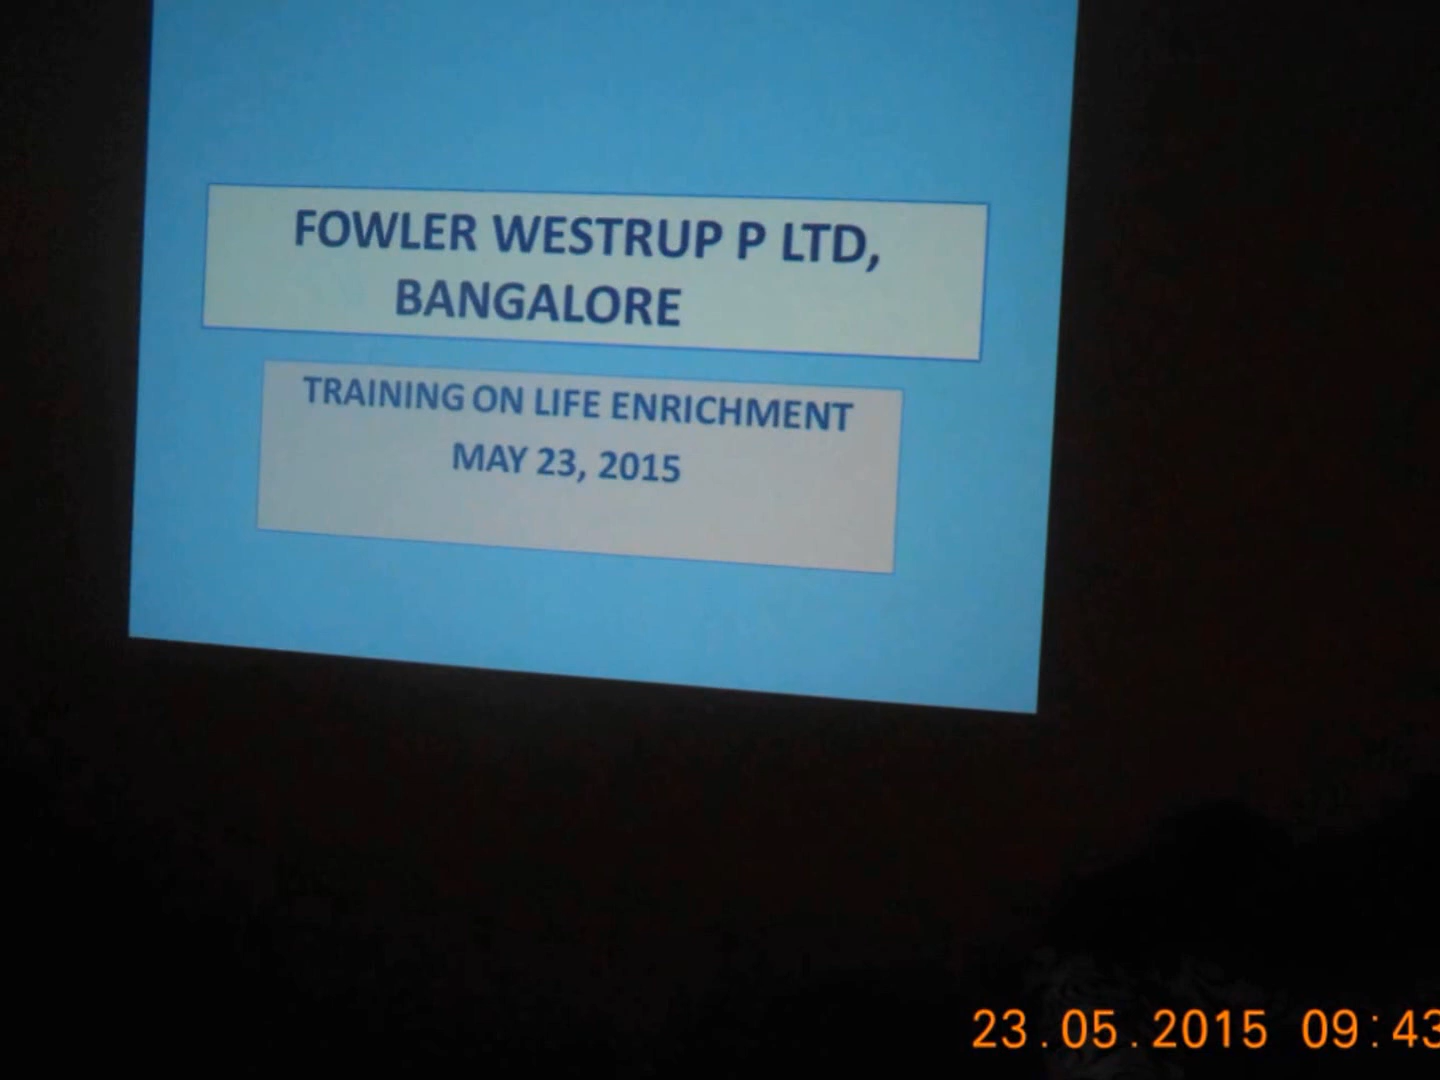 FOWLER WESTRUP P LTD,
BANGALORE
TRAINING ON LIFE ENRICHMENT
MAY 23, 2015
23.05.2015 09:43